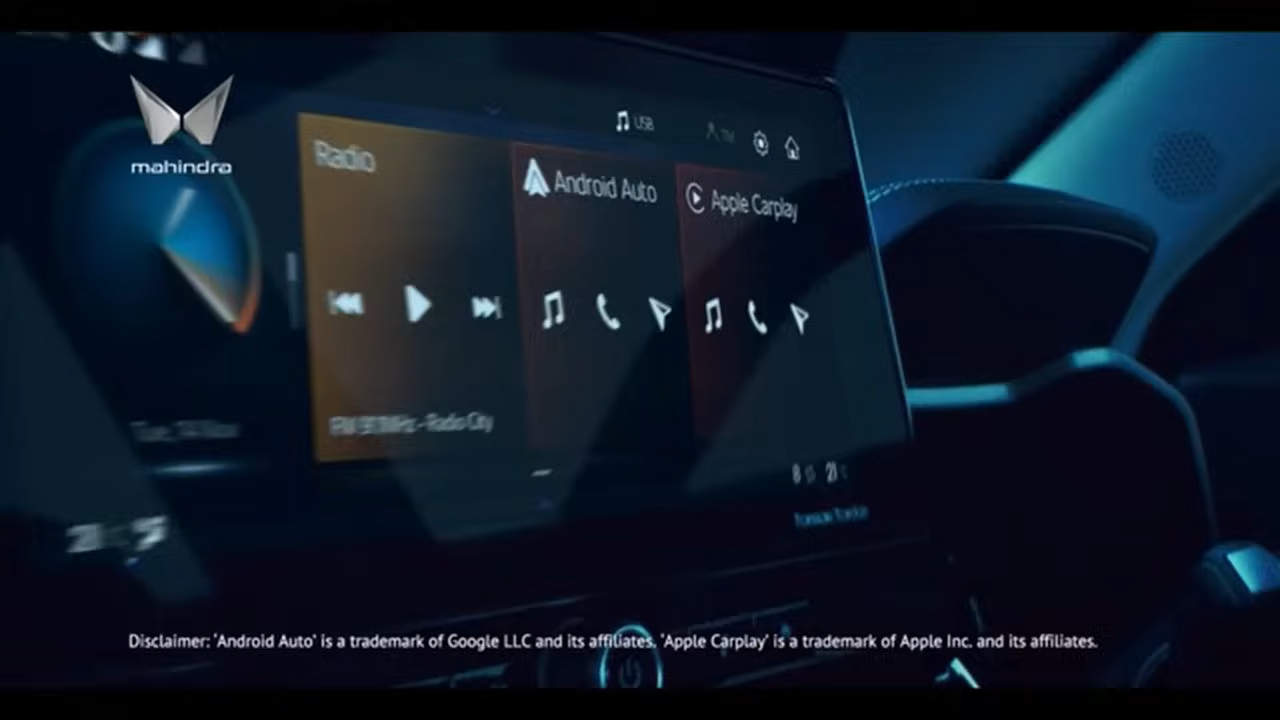 mahindra
USB
Radio
Android Auto
Apple Carplay
Radio City
21
Disclaimer: 'Android Auto' is a trademark of Google LLC and its affiliates. 'Apple Carplay' is a trademark of Apple Inc. and its affiliates.